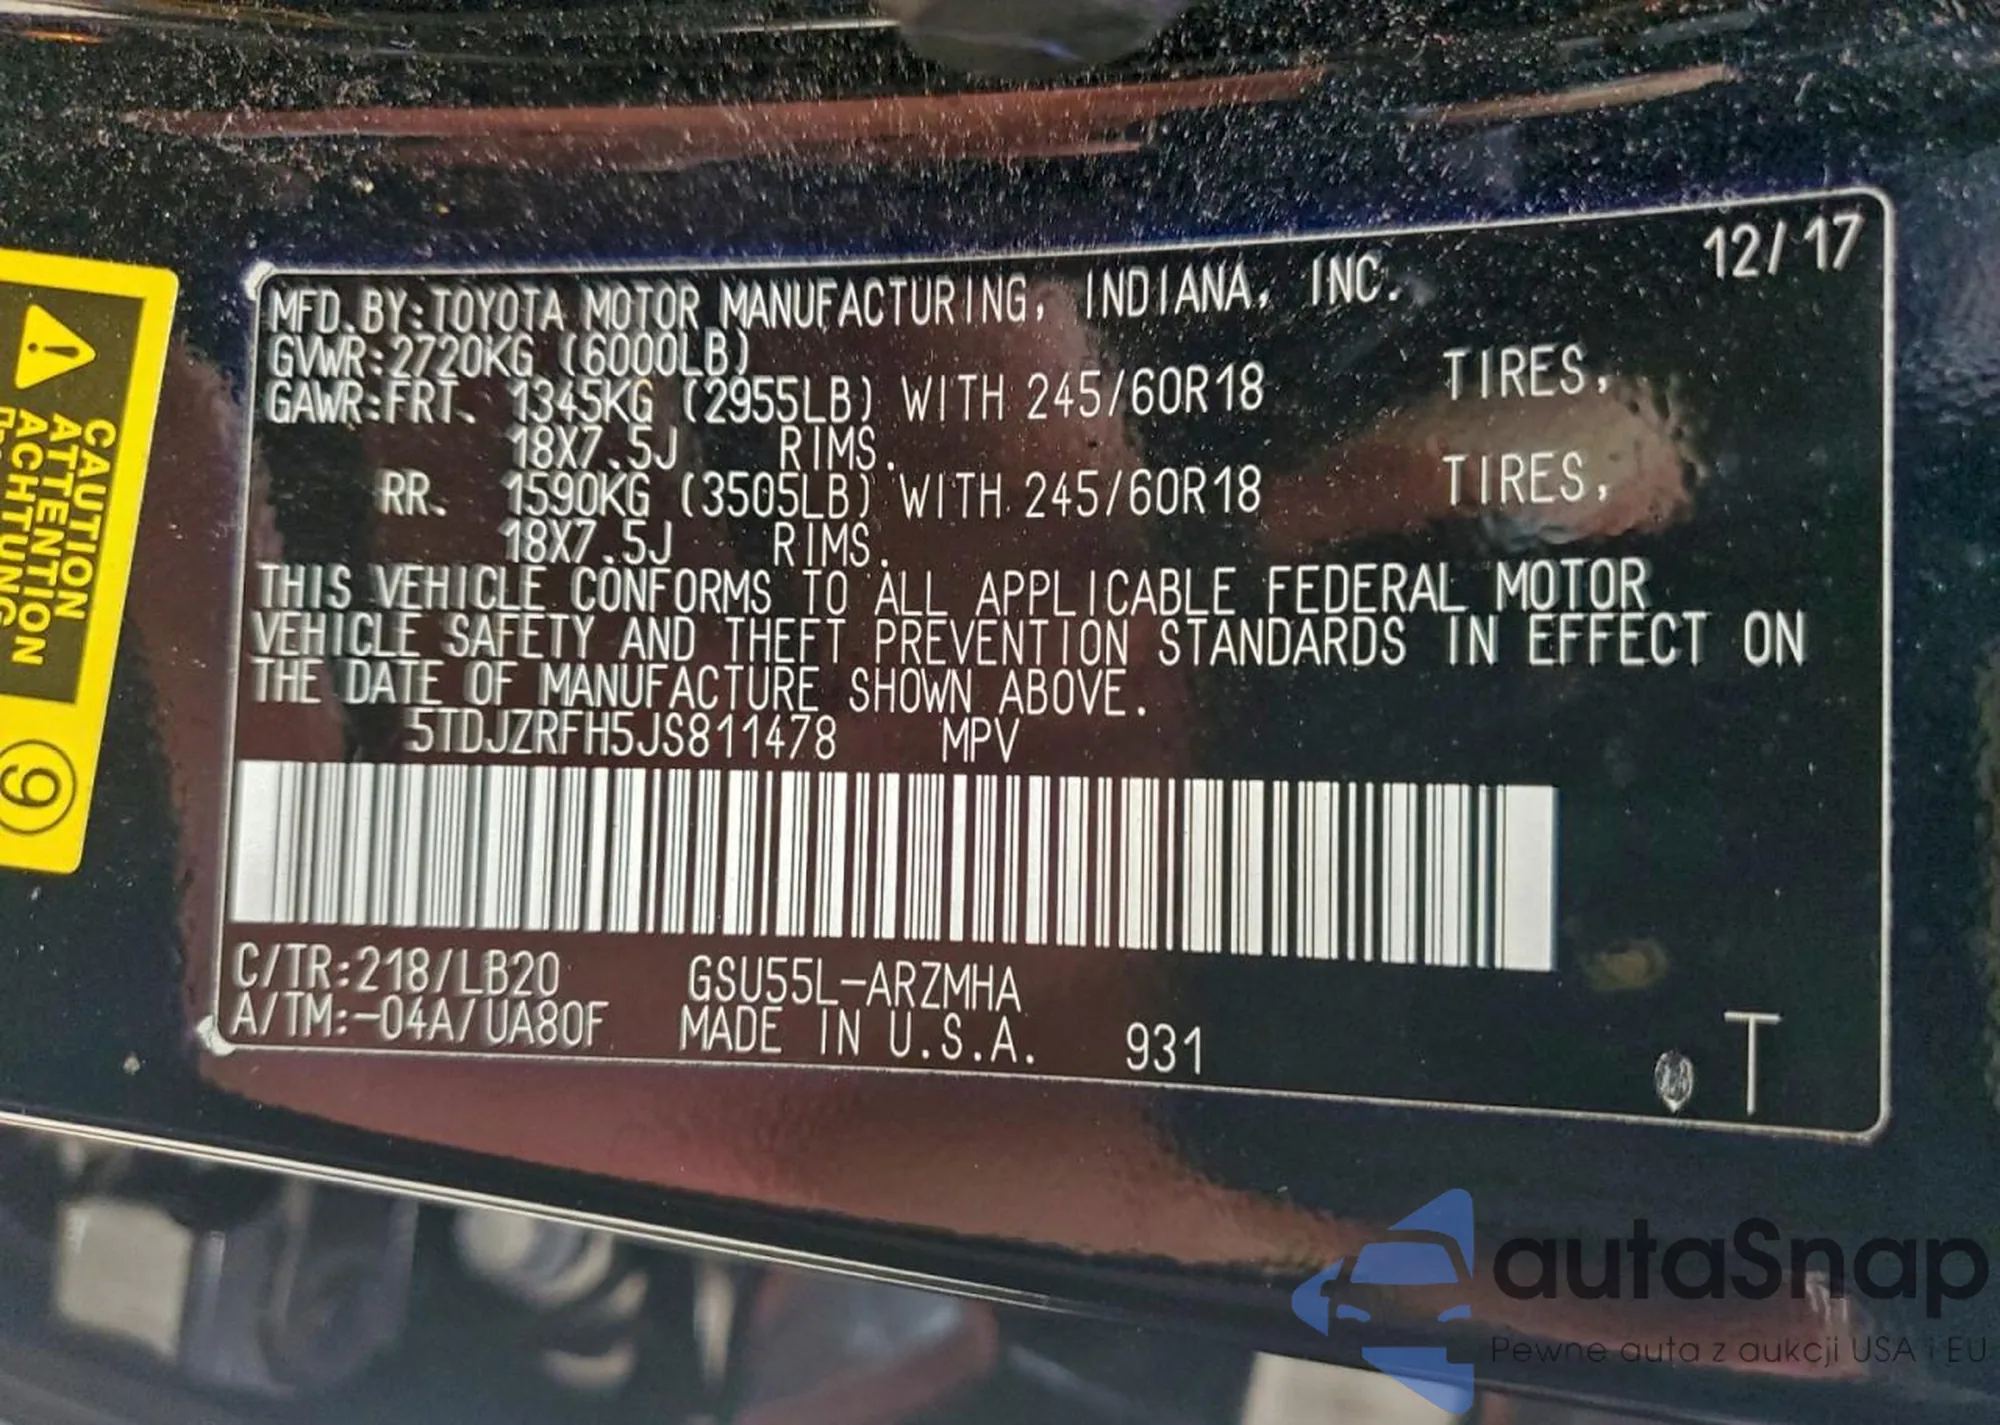 12/17
MFD.BY:TOYOTA MOTOR MANUFACTURING, INDIANA, INC.
GVWR:2720KG (6000LB)
GAWR:FRT. 1345KG (2955LB) WITH 245/60R18 TIRES,
18X7.5J RIMS.
RR. 1590KG (3505LB) WITH 245/60R18 TIRES,
18X7.5J RIMS.
THIS VEHICLE CONFORMS TO ALL APPLICABLE FEDERAL MOTOR
VEHICLE SAFETY AND THEFT PREVENTION STANDARDS IN EFFECT ON
THE DATE OF MANUFACTURE SHOWN ABOVE.
5TDJZRFH5JS811478 MPV
C/TR:218/LB20 GSU55L-ARZMHA
A/TM:-04A/UA80F MADE IN U.S.A. 931
T
CAUTION
ATTENTION
ACHTUNG
9
autaSnap
Pewne auta z aukcji USA i EU